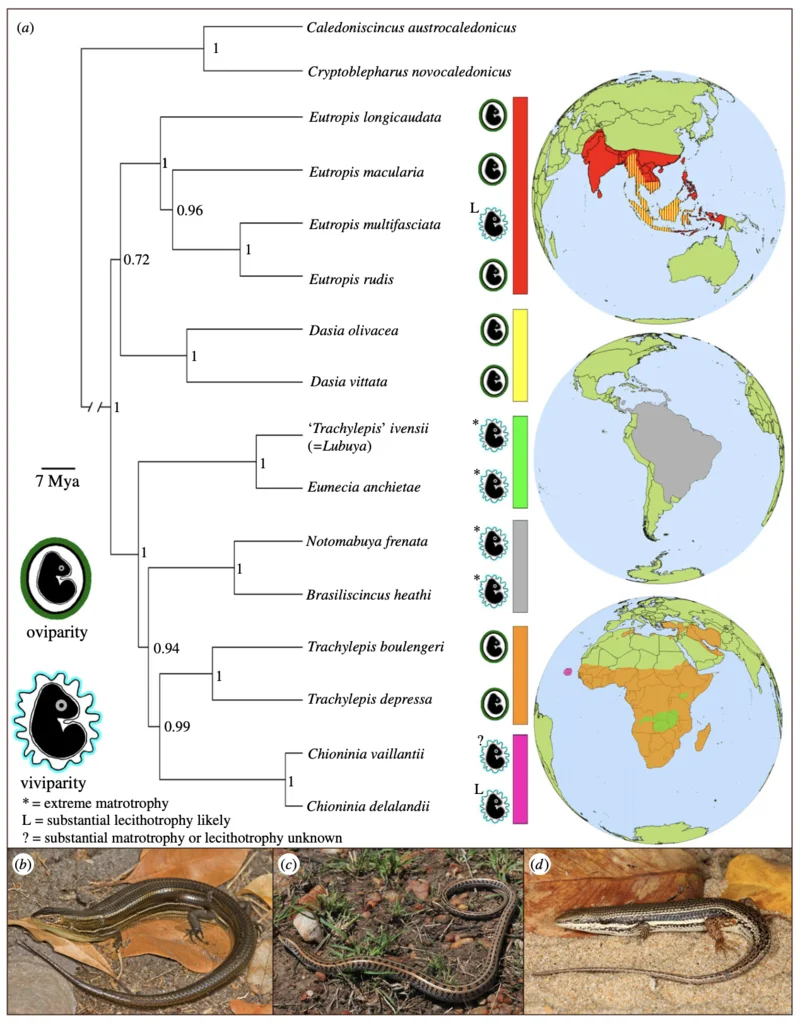 (a)
Caledoniscincus austrocaledonicus
1
Cryptoblepharus novocaledonicus
Eutropis longicaudata
1
Eutropis macularia
0.96
L
Eutropis multifasciata
1
0.72
Eutropis rudis
Dasia olivacea
1
Dasia vittata
1
'Trachylepis' ivensii
(=Lubuya)
*
1
7 Mya
Eumecia anchietae
*
Notomabuya frenata
*
1
1
Brasiliscincus heathi
*
oviparity
0.94
Trachylepis boulengeri
1
Trachylepis depressa
0.99
Chioninia vaillantii
?
1
L
viviparity
Chioninia delalandii
* = extreme matrotrophy
L = substantial lecithotrophy likely
? = substantial matrotrophy or lecithotrophy unknown
(b)
(c)
(d)